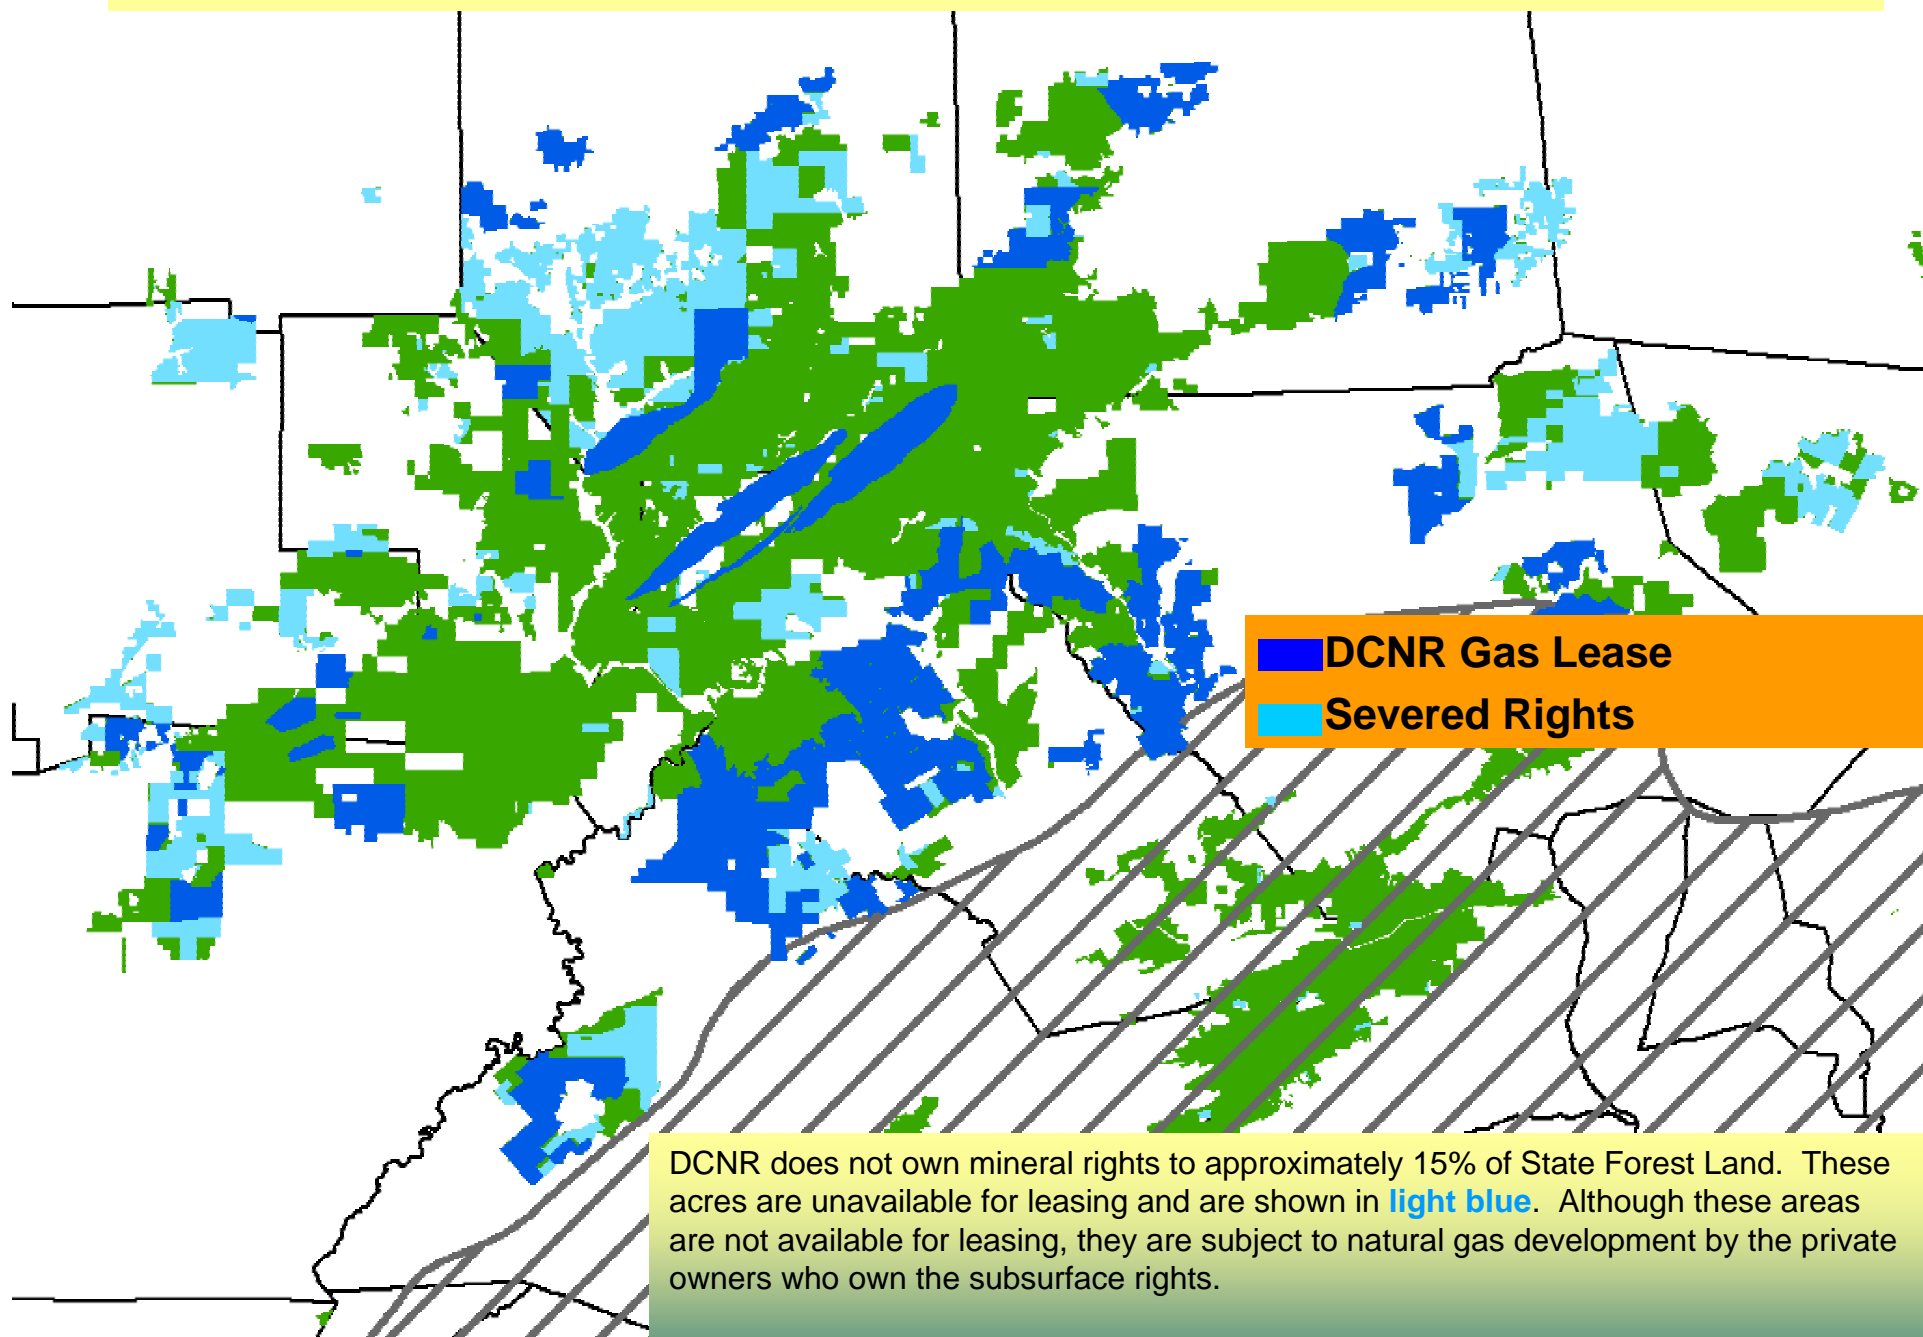 DCNR Gas Lease
Severed Rights
DCNR does not own mineral rights to approximately 15% of State Forest Land. These
acres are unavailable for leasing and are shown in light blue. Although these areas
are not available for leasing, they are subject to natural gas development by the private
owners who own the subsurface rights.